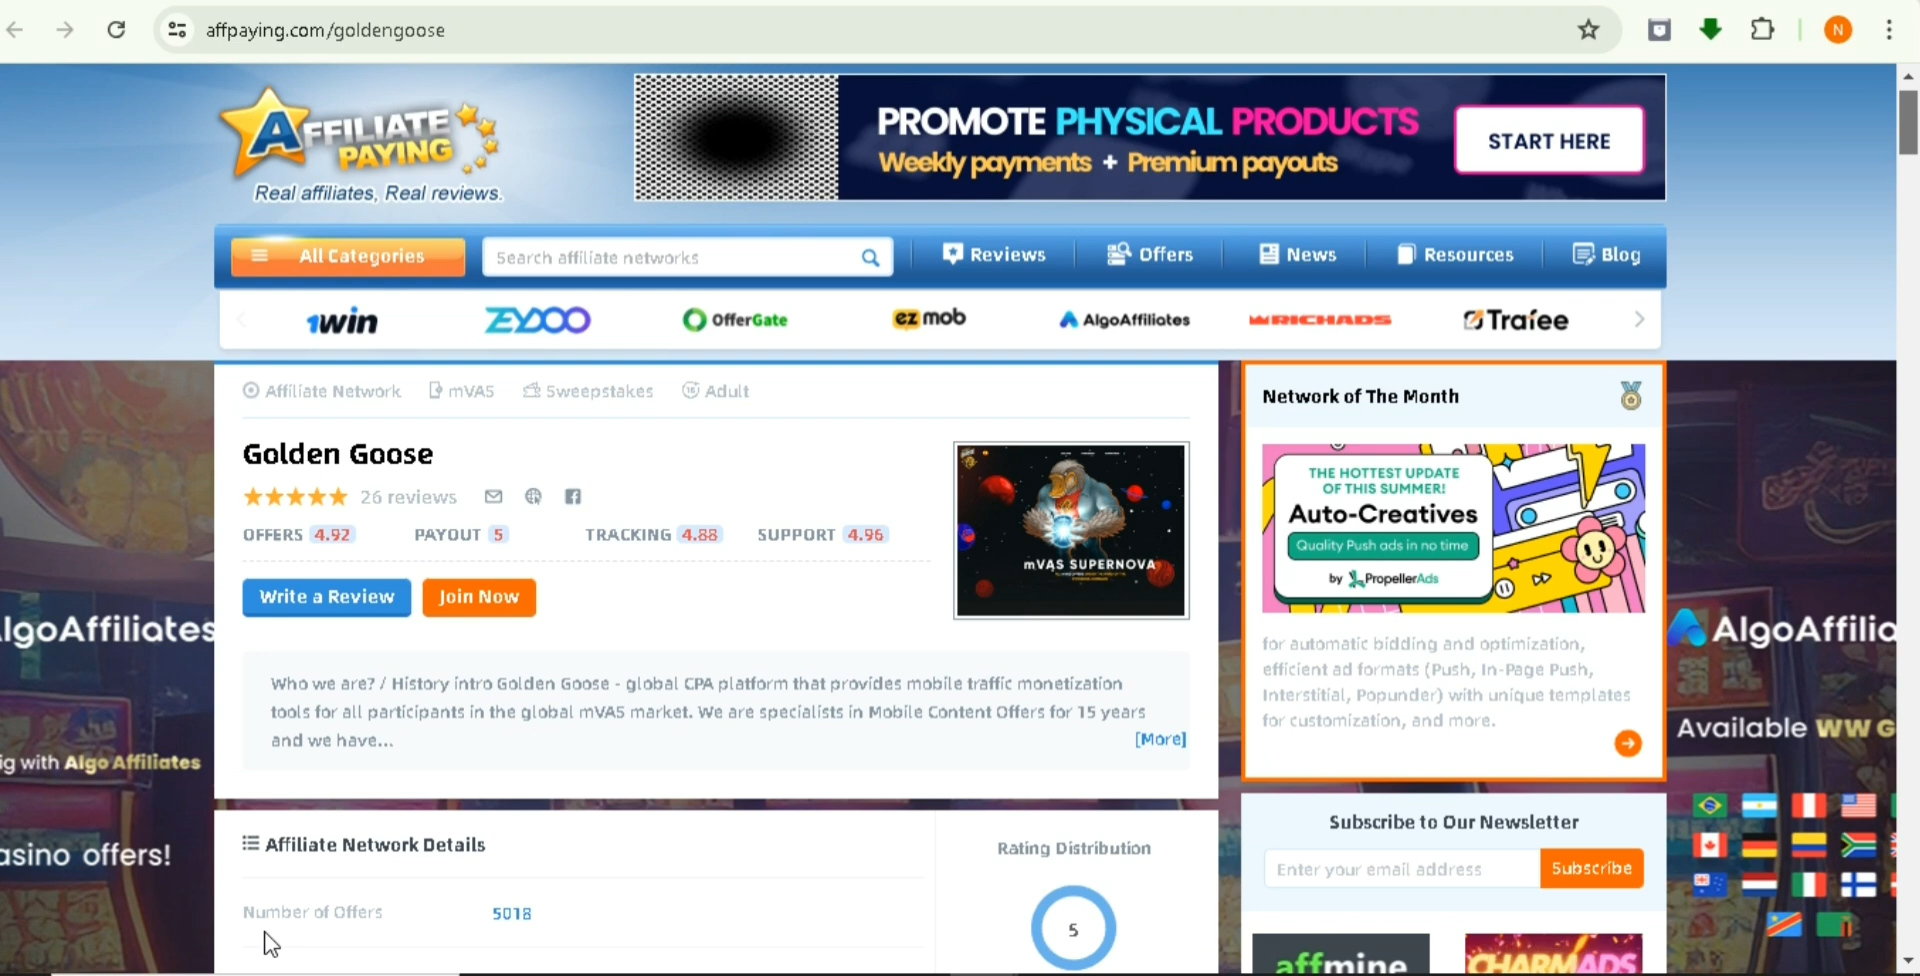 affpaying.com/goldengoose
N
AFFILIATE
PAYING
Real affiliates, Real reviews.
PROMOTE PHYSICAL PRODUCTS
Weekly payments + Premium payouts
START HERE
All Categories
Search affiliate networks
Reviews
Offers
News
Resources
Blog
1win
ZEYDOO
OfferGate
ez mob
AlgoAffiliates
RICHADS
Trafee
Affiliate Network
mVAS
Sweepstakes
Adult
Golden Goose
26 reviews
OFFERS 4.92 PAYOUT 5 TRACKING 4.88 SUPPORT 4.96
Write a Review
Join Now
mVAS SUPERNOVA
Who we are? / History intro Golden Goose - global CPA platform that provides mobile traffic monetization
tools for all participants in the global mVAS market. We are specialists in Mobile Content Offers for 15 years
and we have...
[More]
Affiliate Network Details
Number of Offers 5018
Rating Distribution
5
Network of The Month
THE HOTTEST UPDATE
OF THIS SUMMER!
Auto-Creatives
Quality Push ads in no time
by PropellerAds
for automatic bidding and optimization,
efficient ad formats (Push, In-Page Push,
Interstitial, Popunder) with unique templates
for customization, and more.
Subscribe to Our Newsletter
Enter your email address
Subscribe
affmine
CHARMADS
lgoAffiliates
ig with Algo Affiliates
asino offers!
AlgoAffilia
Available WW G